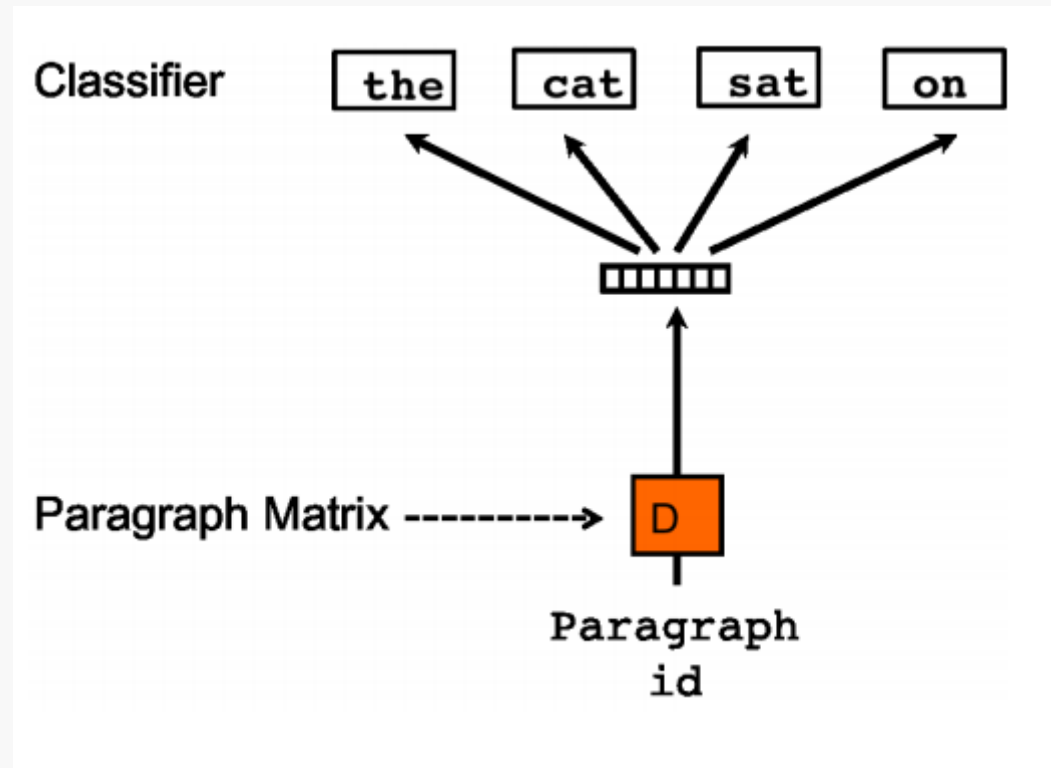 Classifier the cat sat on
Paragraph Matrix D
Paragraph
id